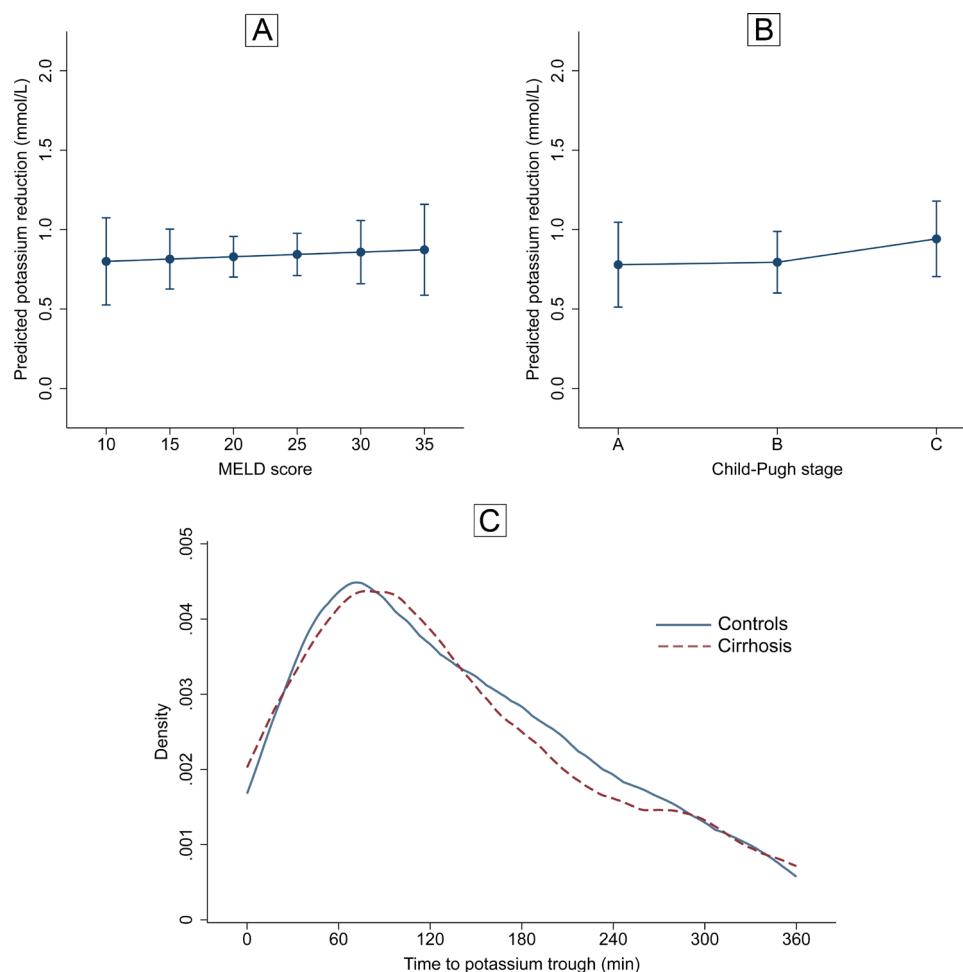 A
Predicted potassium reduction (mmol/L)
2.0
1.5
1.0
0.5
0.0
10 15 20 25 30 35
MELD score
B
Predicted potassium reduction (mmol/L)
2.0
1.5
1.0
0.5
0.0
A B C
Child-Pugh stage
C
Density
.005
.004
.003
.002
.001
0
Controls
Cirrhosis
0 60 120 180 240 300 360
Time to potassium trough (min)